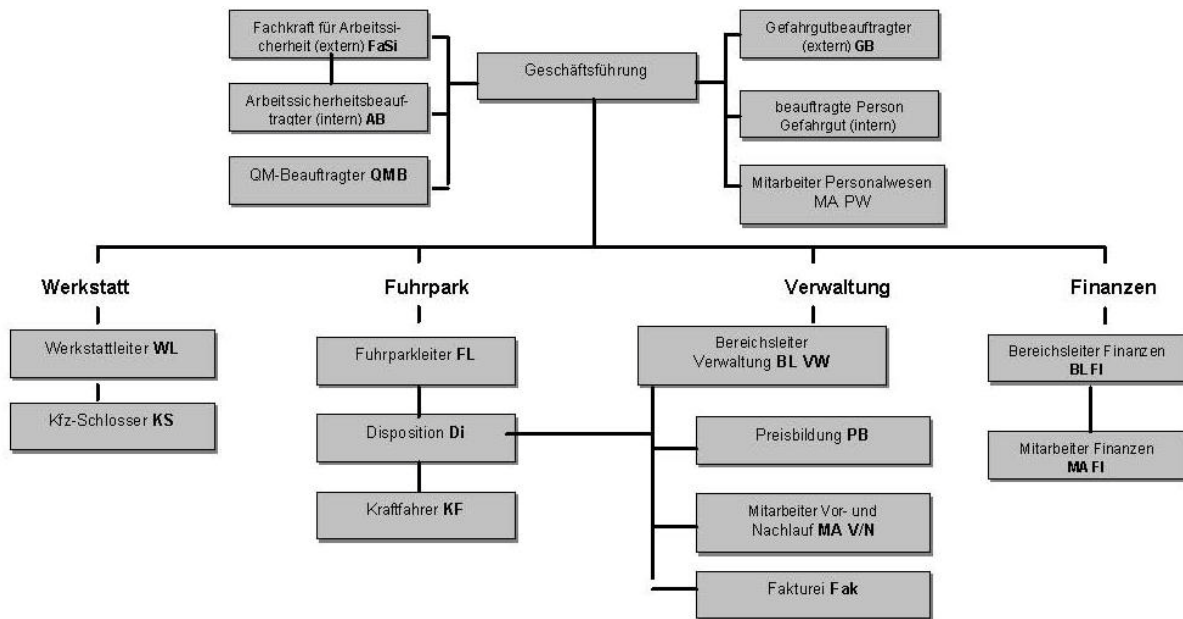 Fachkraft für Arbeitssi-
cherheit (extern) FaSi
Gefahrgutbeauftragter
(extern) GB
Geschäftsführung
Arbeitssicherheitsbeauf-
tragter (intern) AB
beauftragte Person
Gefahrgut (intern)
QM-Beauftragter QMB
Mitarbeiter Personalwesen
MA PW
Werkstatt
Fuhrpark
Verwaltung
Finanzen
Werkstattleiter WL
Fuhrparkleiter FL
Bereichsleiter
Verwaltung BL VW
Bereichsleiter Finanzen
BL FI
Kfz-Schlosser KS
Disposition Di
Preisbildung PB
Mitarbeiter Finanzen
MA FI
Kraftfahrer KF
Mitarbeiter Vor- und
Nachlauf MA V/N
Fakturei Fak